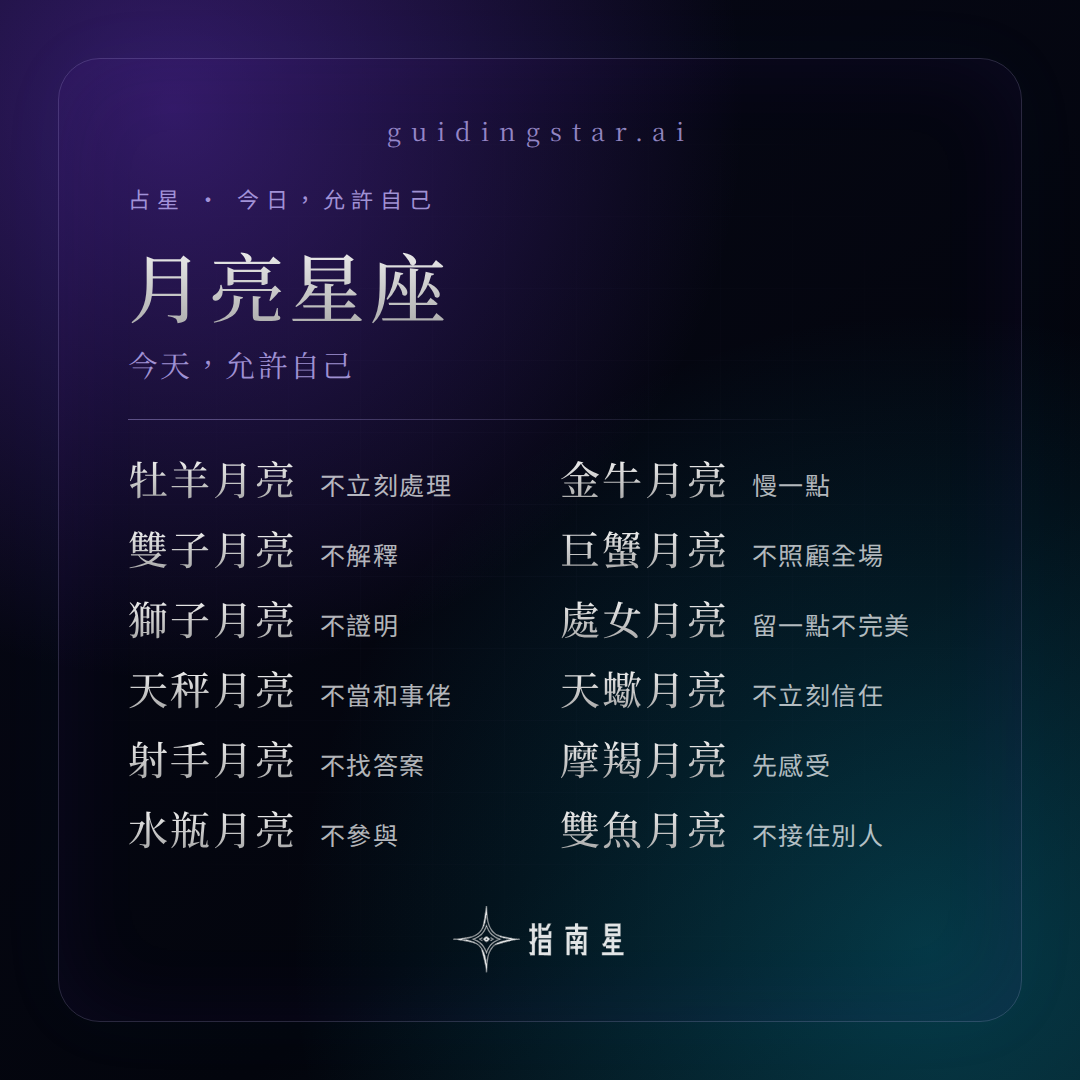 guidingstar.ai
占星 · 今日，允許自己
月亮星座
今天，允許自己
牡羊月亮 不立刻處理 金牛月亮 慢一點
雙子月亮 不解釋 巨蟹月亮 不照顧全場
獅子月亮 不證明 處女月亮 留一點不完美
天秤月亮 不當和事佬 天蠍月亮 不立刻信任
射手月亮 不找答案 摩羯月亮 先感受
水瓶月亮 不參與 雙魚月亮 不接住別人
指南星